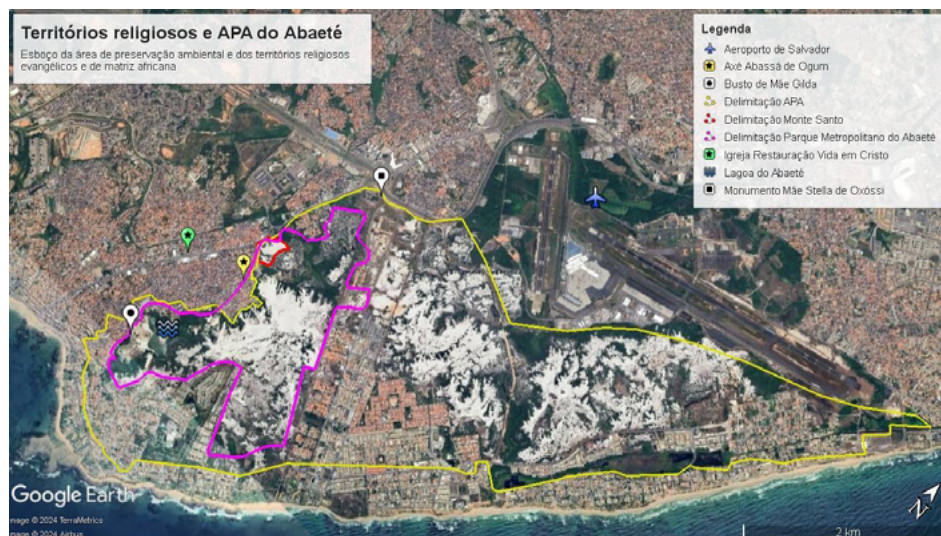 Territórios religiosos e APA do Abaeté
Esboço da área de preservação ambiental e dos territórios religiosos
evangélicos e de matriz africana
Legenda
Aeroporto de Salvador
Axé Abassá de Ogum
Busto de Mãe Gilda
Delimitação APA
Delimitação Monte Santo
Delimitação Parque Metropolitano do Abaeté
Igreja Restauração Vida em Cristo
Lagoa do Abaeté
Monumento Mãe Stella de Oxóssi
Google Earth
mage © 2024 TerraMetrics
mage © 2024 Airbus
N
2 km